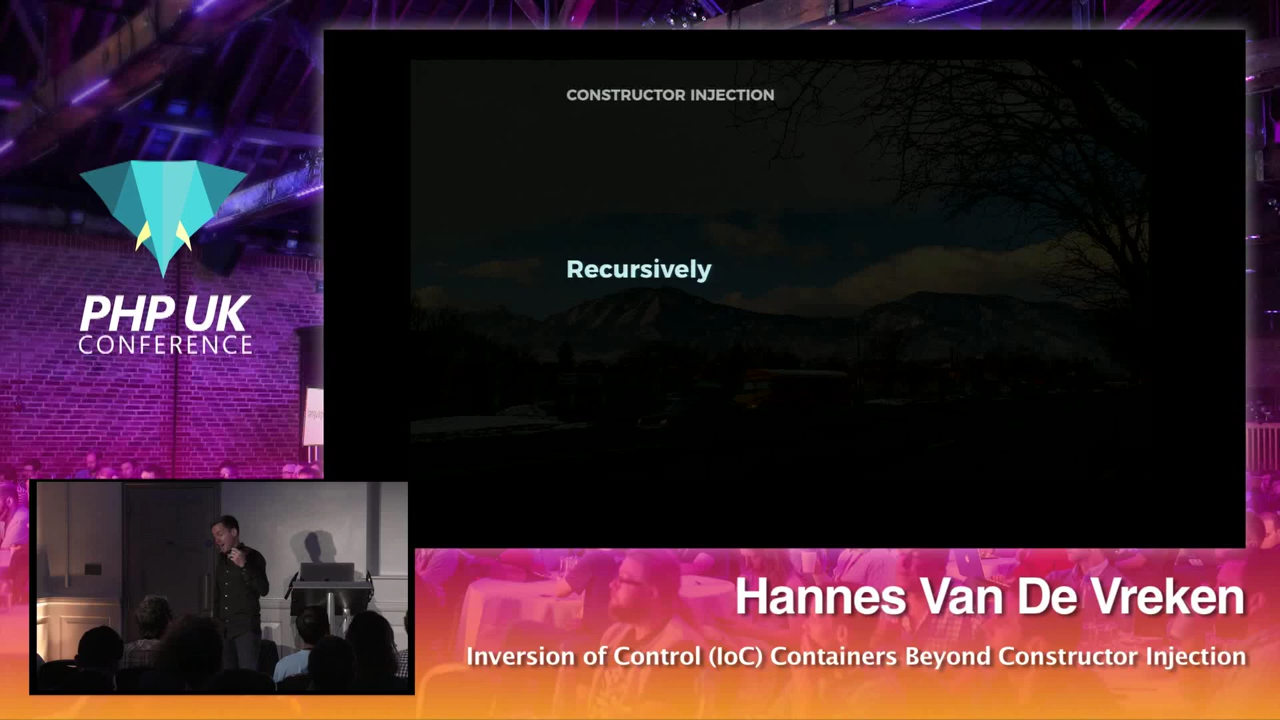 CONSTRUCTOR INJECTION
Recursively
PHP UK
CONFERENCE
Hannes Van De Vreken
Inversion of Control (IoC) Containers Beyond Constructor Injection